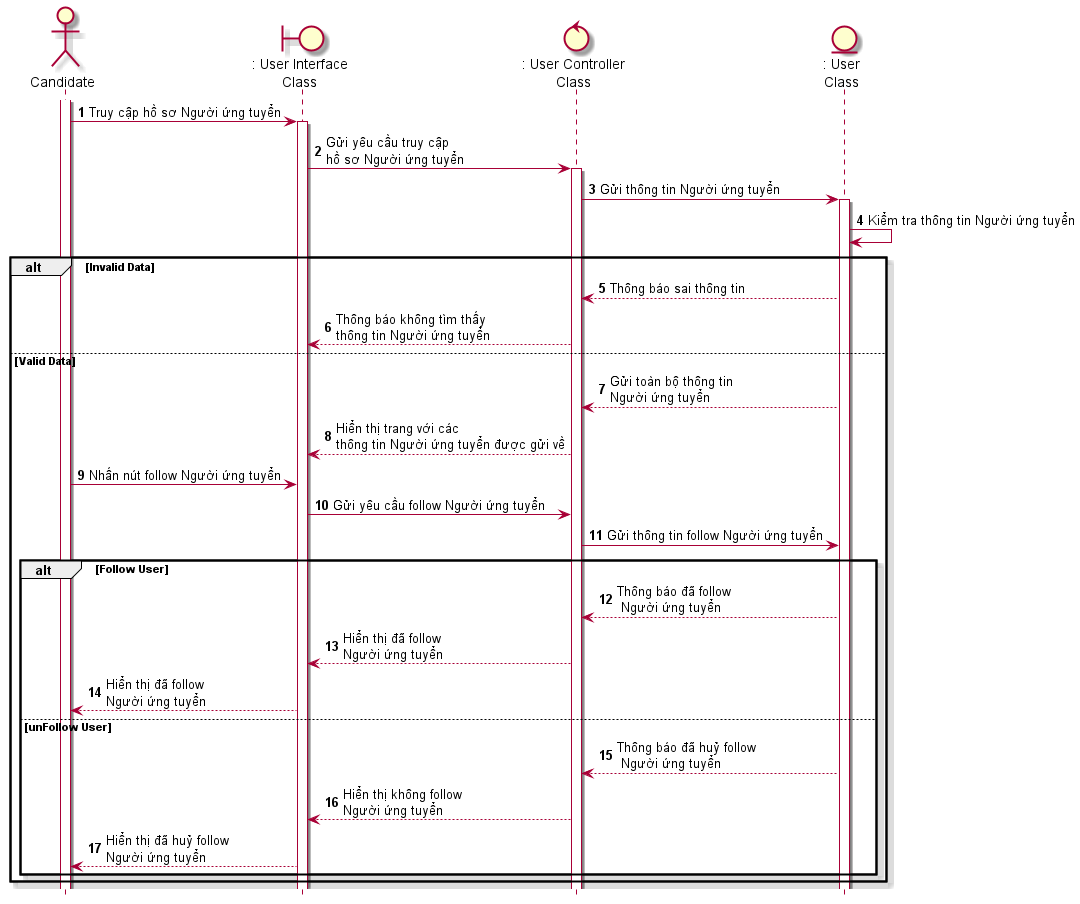 Candidate
: User Interface
Class
: User Controller
Class
: User
Class
1 Truy cập hồ sơ Người ứng tuyển
2 Gửi yêu cầu truy cập
hồ sơ Người ứng tuyển
3 Gửi thông tin Người ứng tuyển
4 Kiểm tra thông tin Người ứng tuyển
alt [Invalid Data]
5 Thông báo sai thông tin
6 Thông báo không tìm thấy
thông tin Người ứng tuyển
[Valid Data]
7 Gửi toàn bộ thông tin
Người ứng tuyển
8 Hiển thị trang với các
thông tin Người ứng tuyển được gửi về
9 Nhấn nút follow Người ứng tuyển
10 Gửi yêu cầu follow Người ứng tuyển
11 Gửi thông tin follow Người ứng tuyển
alt [Follow User]
12 Thông báo đã follow
Người ứng tuyển
13 Hiển thị đã follow
Người ứng tuyển
14 Hiển thị đã follow
Người ứng tuyển
[unFollow User]
15 Thông báo đã huỷ follow
Người ứng tuyển
16 Hiển thị không follow
Người ứng tuyển
17 Hiển thị đã huỷ follow
Người ứng tuyển